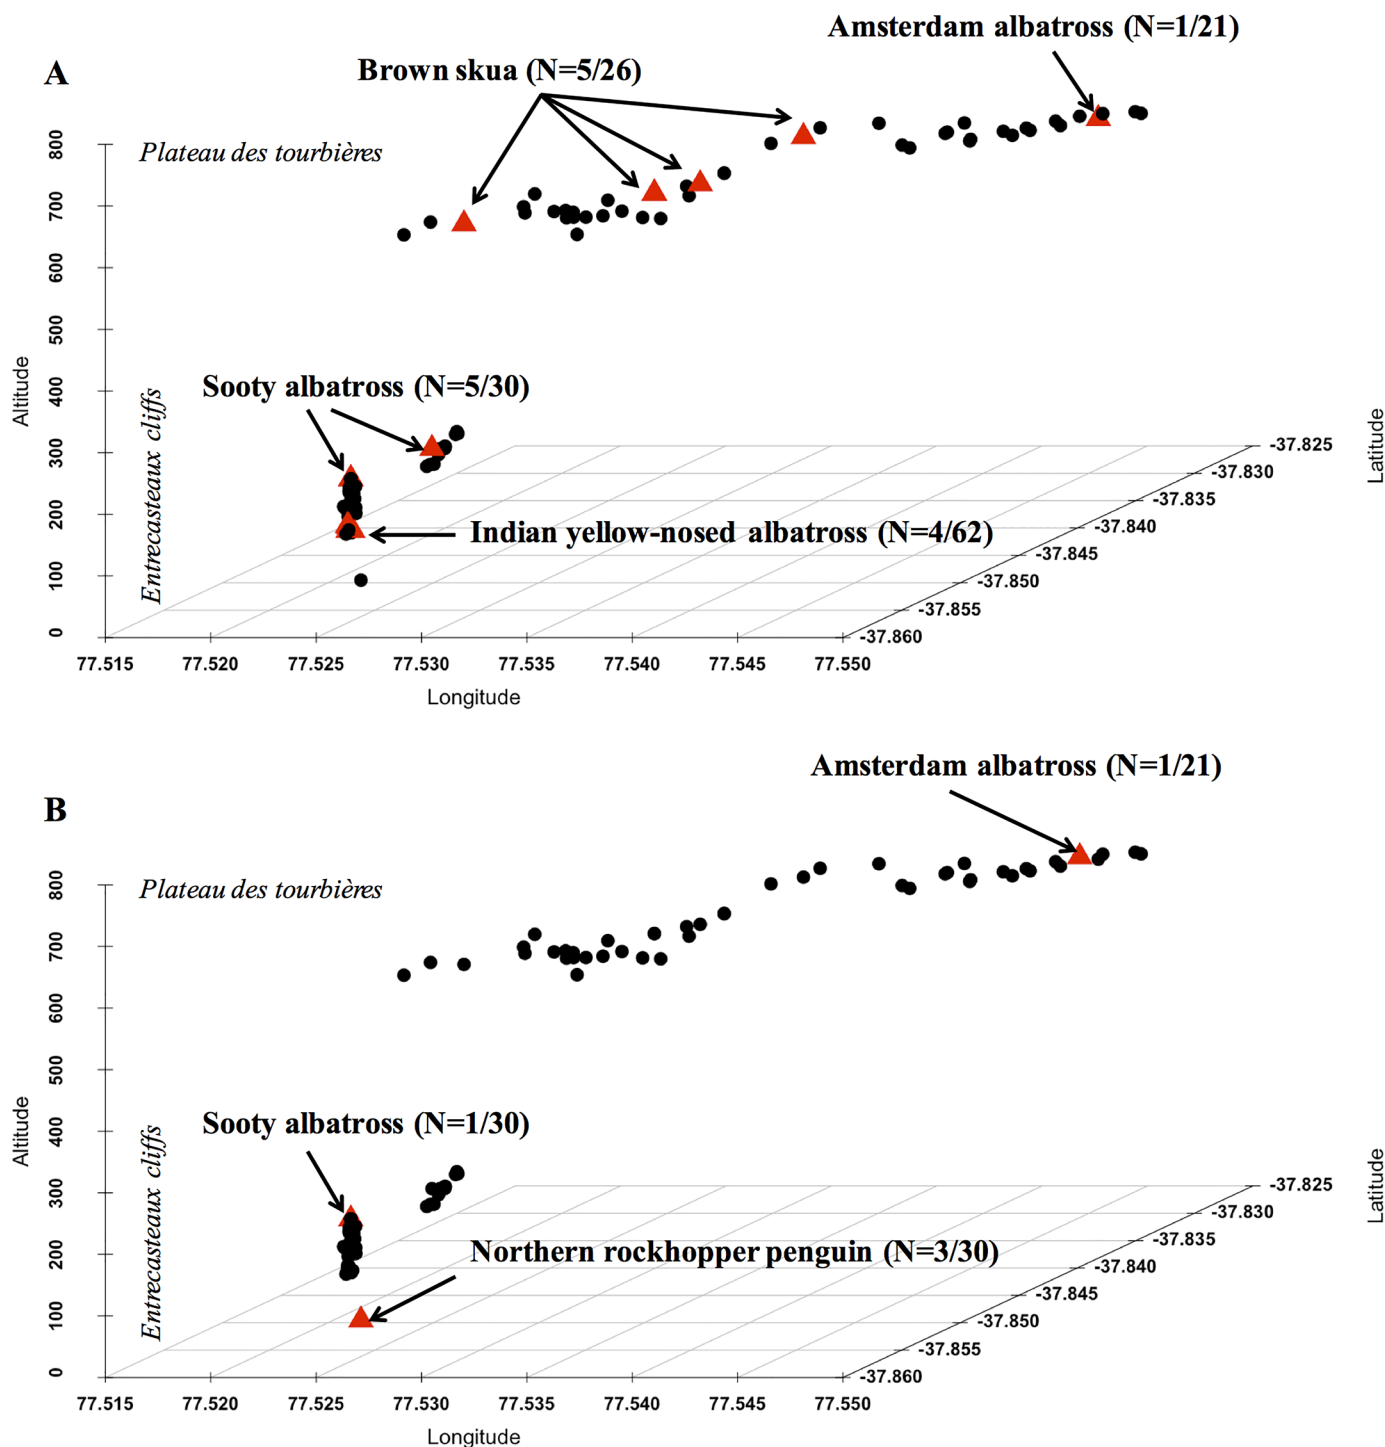 Amsterdam albatross (N=1/21)
A
Brown skua (N=5/26)
Plateau des tourbières
800
700
600
500
400
300
200
100
0
Altitude
Sooty albatross (N=5/30)
Entrecasteaux cliffs
Indian yellow-nosed albatross (N=4/62)
-37.825
-37.830
-37.835
-37.840
-37.845
-37.850
-37.855
-37.860
Latitude
77.515 77.520 77.525 77.530 77.535 77.540 77.545 77.550
Longitude
Amsterdam albatross (N=1/21)
B
Plateau des tourbières
800
700
600
500
400
300
200
100
0
Altitude
Sooty albatross (N=1/30)
Entrecasteaux cliffs
Northern rockhopper penguin (N=3/30)
-37.825
-37.830
-37.835
-37.840
-37.845
-37.850
-37.855
-37.860
Latitude
77.515 77.520 77.525 77.530 77.535 77.540 77.545 77.550
Longitude